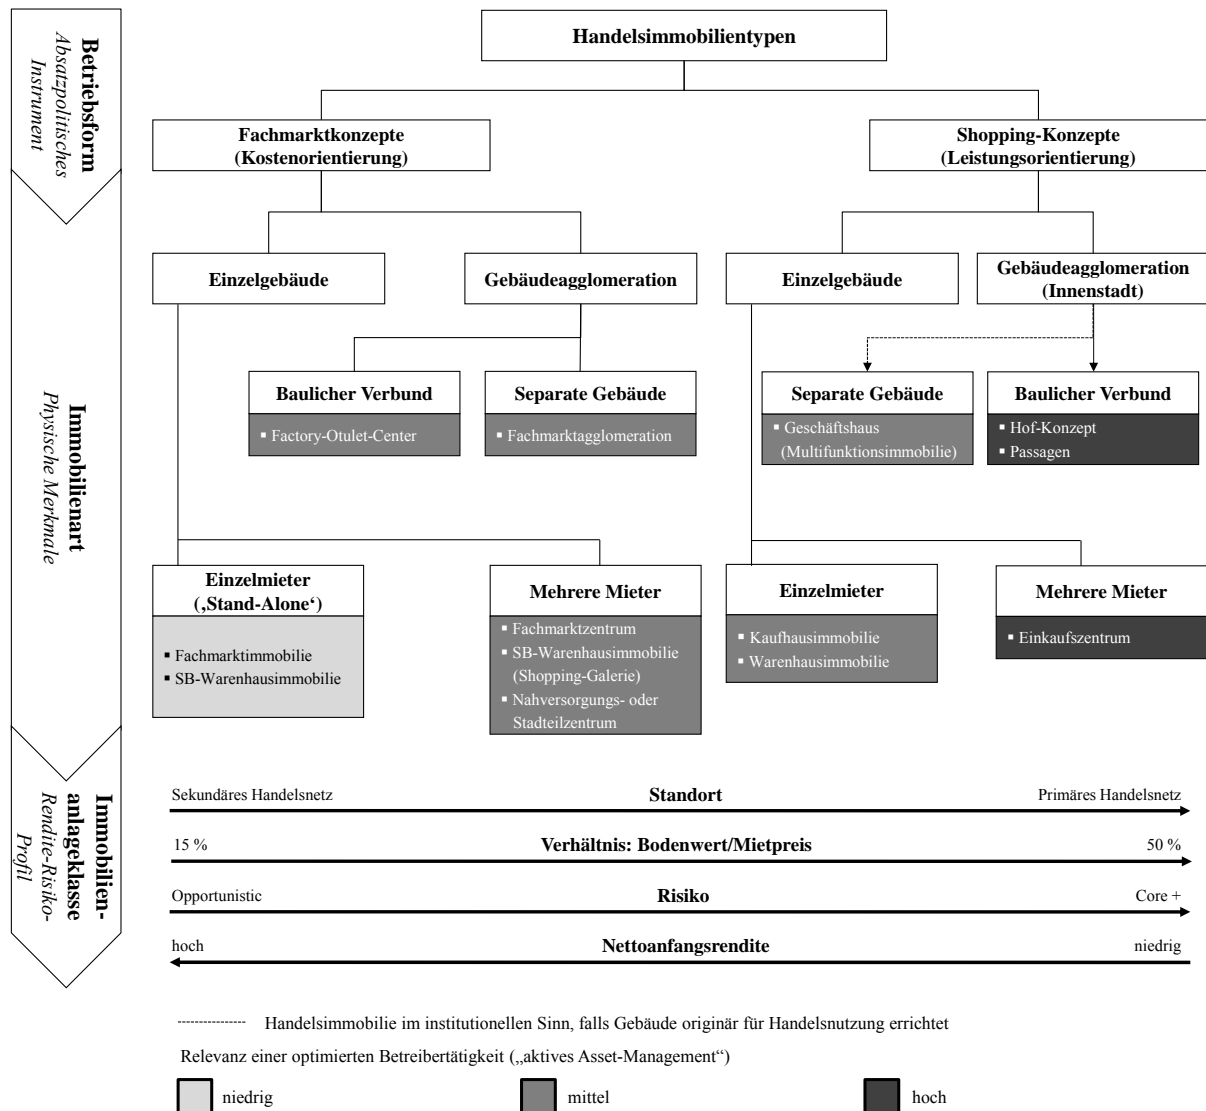 Handelsimmobilientypen
Betriebsform
Absatzpolitisches
Instrument
Fachmarktkonzepte
(Kostenorientierung)
Shopping-Konzepte
(Leistungsorientierung)
Immobilienart
Physische Merkmale
Einzelgebäude
Gebäudeagglomeration
Einzelgebäude
Gebäudeagglomeration
(Innenstadt)
Baulicher Verbund
▪ Factory-Otulet-Center
Separate Gebäude
▪ Fachmarktagglomeration
Separate Gebäude
▪ Geschäftshaus
(Multifunktionsimmobilie)
Baulicher Verbund
▪ Hof-Konzept
▪ Passagen
Einzelmieter
(‚Stand-Alone‘)
▪ Fachmarktimmobilie
▪ SB-Warenhausimmobilie
Mehrere Mieter
▪ Fachmarktzentrum
▪ SB-Warenhausimmobilie
(Shopping-Galerie)
▪ Nahversorgungs- oder
Stadteilzentrum
Einzelmieter
▪ Kaufhausimmobilie
▪ Warenhausimmobilie
Mehrere Mieter
▪ Einkaufszentrum
Immobilien-
anlageklasse
Rendite-Risiko-
Profil
Sekundäres Handelsnetz Standort Primäres Handelsnetz
15 % Verhältnis: Bodenwert/Mietpreis 50 %
Opportunistic Risiko Core +
hoch Nettoanfangsrendite niedrig
Handelsimmobilie im institutionellen Sinn, falls Gebäude originär für Handelsnutzung errichtet
Relevanz einer optimierten Betreibertätigkeit („aktives Asset-Management“)
niedrig mittel hoch